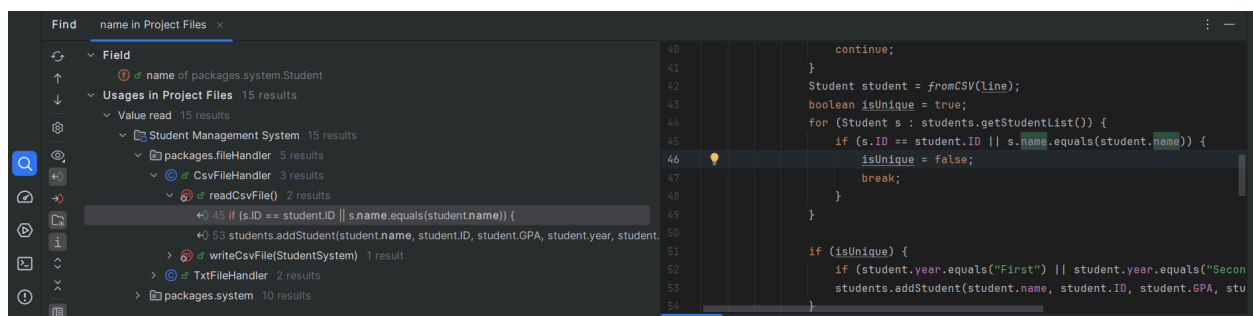 Find name in Project Files
Field
name of packages.system.Student
Usages in Project Files 15 results
Value read 15 results
Student Management System 15 results
packages.fileHandler 5 results
CsvFileHandler 3 results
readCsvFile() 2 results
45 if (s.ID == student.ID || s.name.equals(student.name)) {
53 students.addStudent(student.name, student.ID, student.GPA, student.year, student.
writeCsvFile(StudentSystem) 1 result
TxtFileHandler 2 results
packages.system 10 results
40 continue;
41 }
42 Student student = fromCSV(line);
43 boolean isUnique = true;
44 for (Student s : students.getStudentList()) {
45 if (s.ID == student.ID || s.name.equals(student.name)) {
46 isUnique = false;
47 break;
48 }
49 }
50
51 if (isUnique) {
52 if (student.year.equals("First") || student.year.equals("Secon
53 students.addStudent(student.name, student.ID, student.GPA, stu
54 }